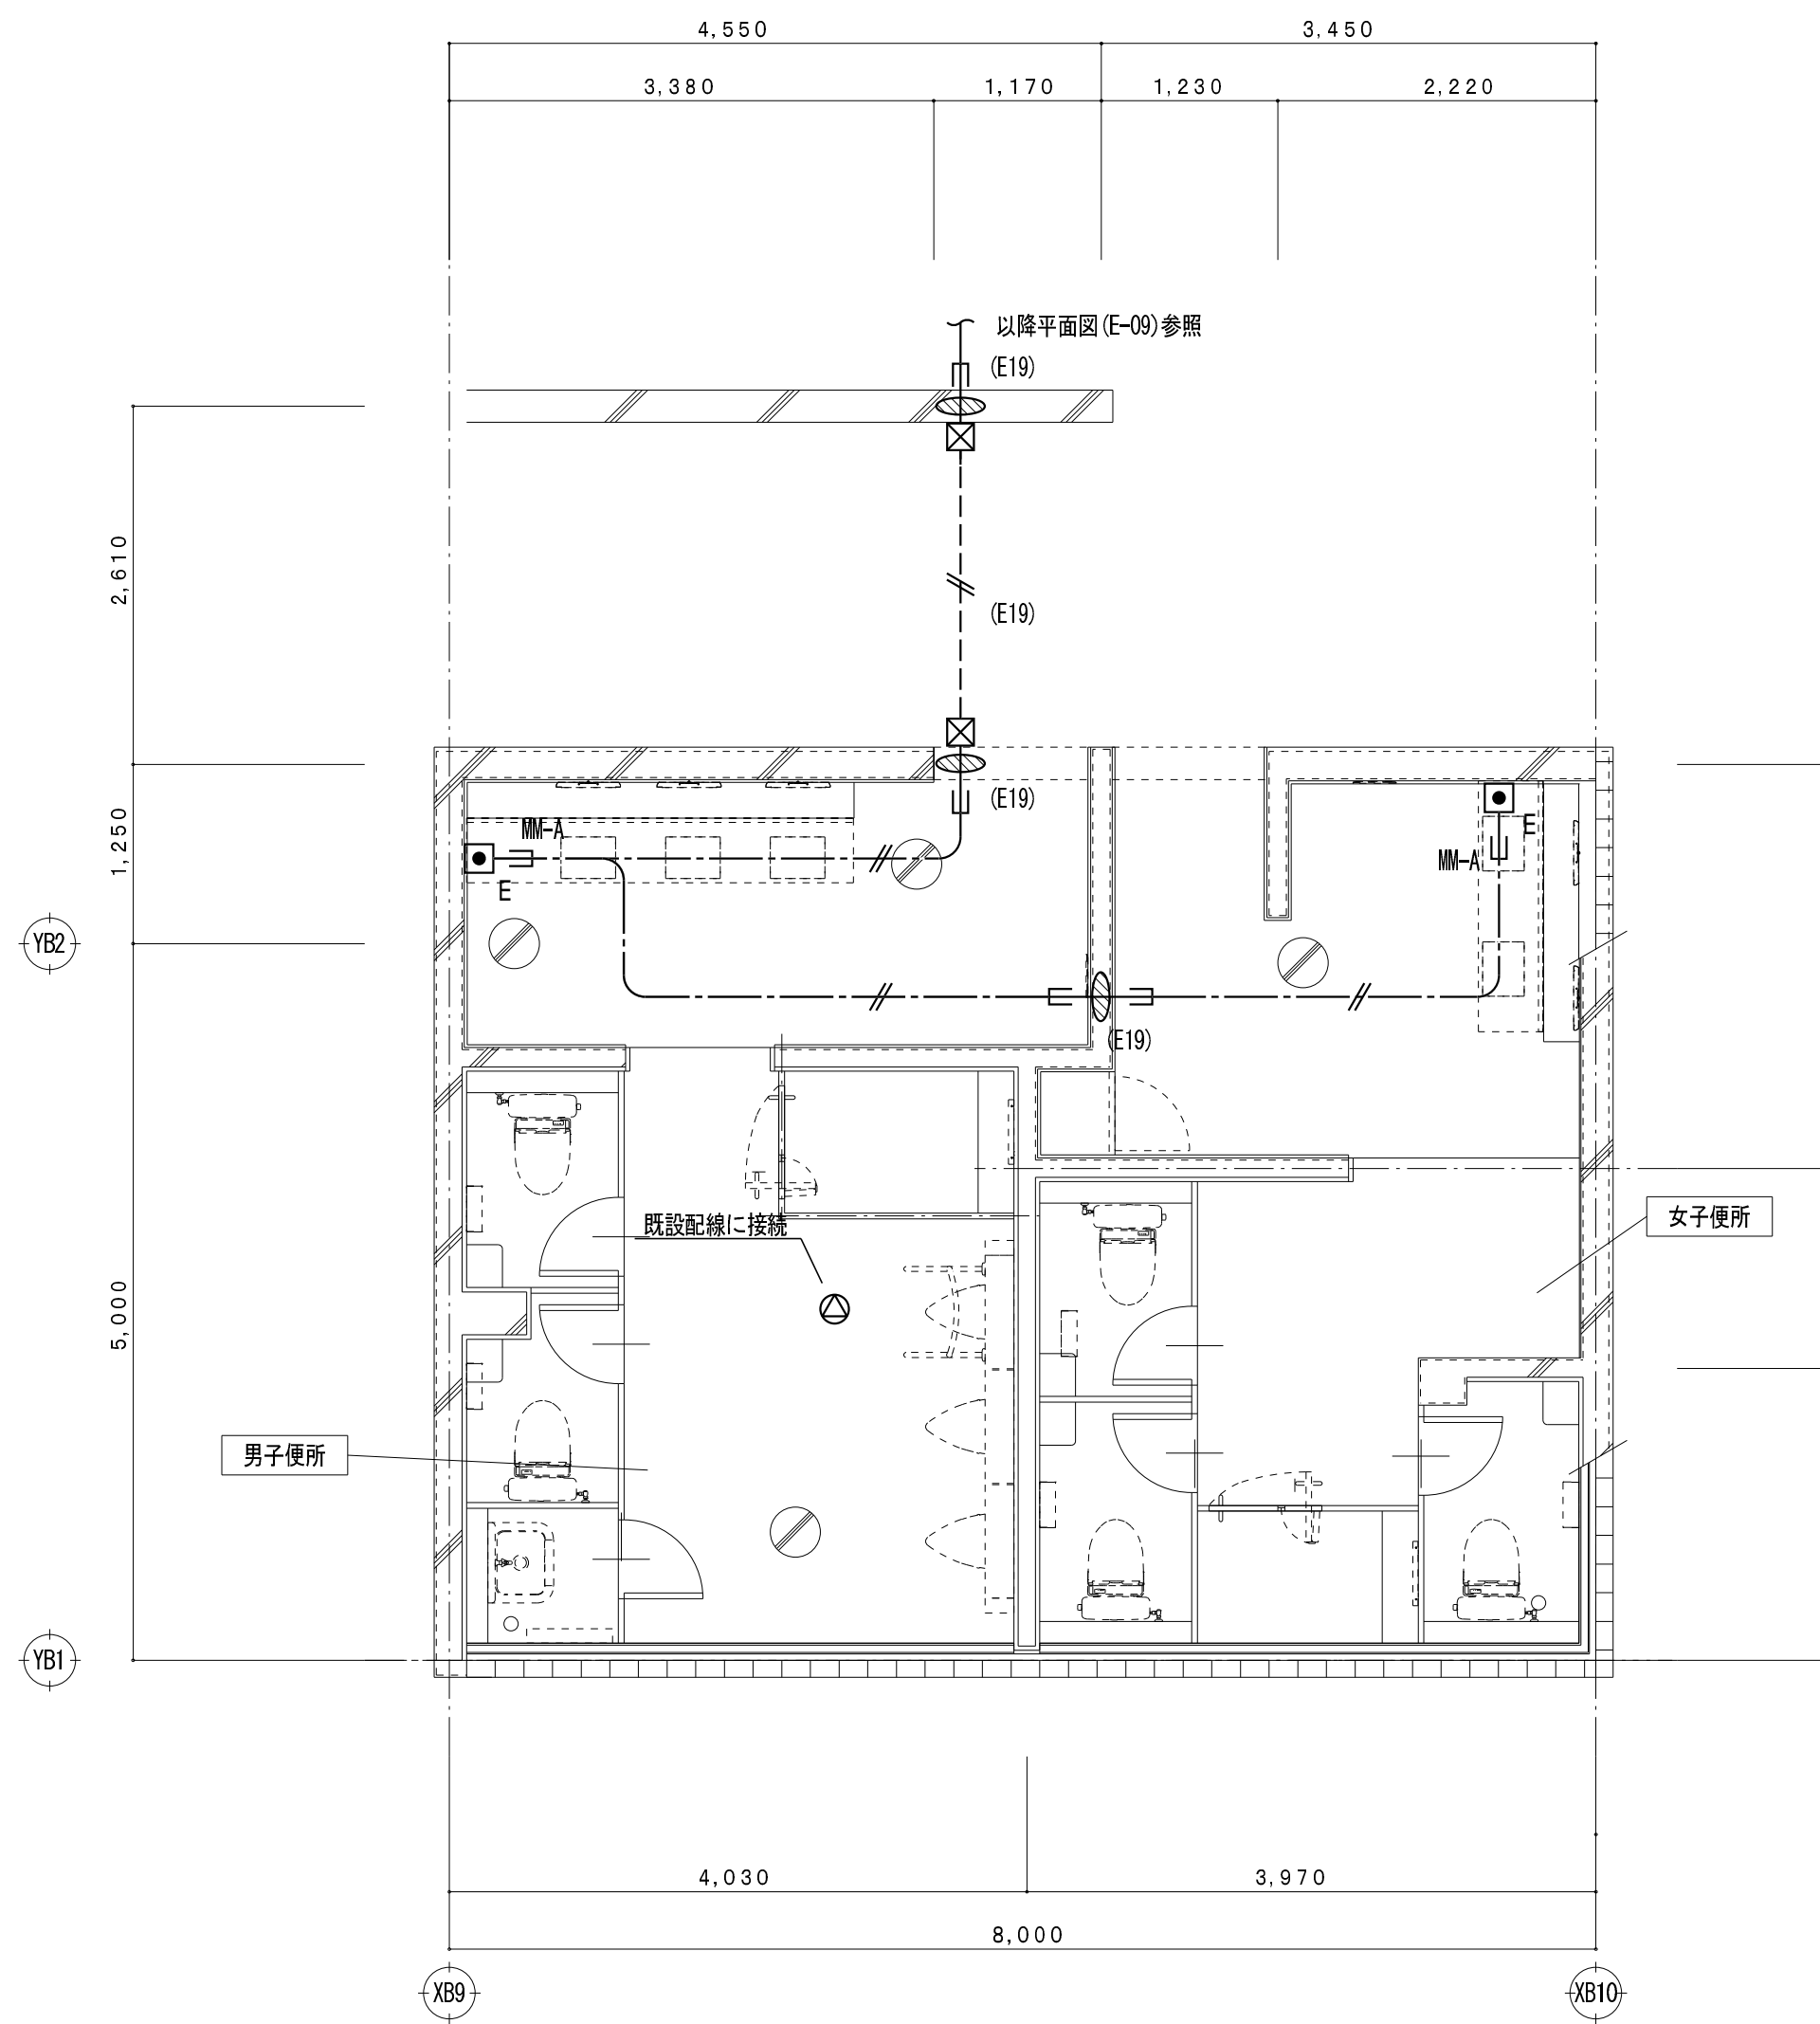 4,550
3,450
3,380
1,170
1,230
2,220
以降平面図(E-09)参照
(E19)
2,610
(E19)
(E19)
MM-A
E
E
MM-A
1,250
YB2
(E19)
既設配線に接続
女子便所
5,000
男子便所
YB1
4,030
3,970
8,000
XB9
XB10